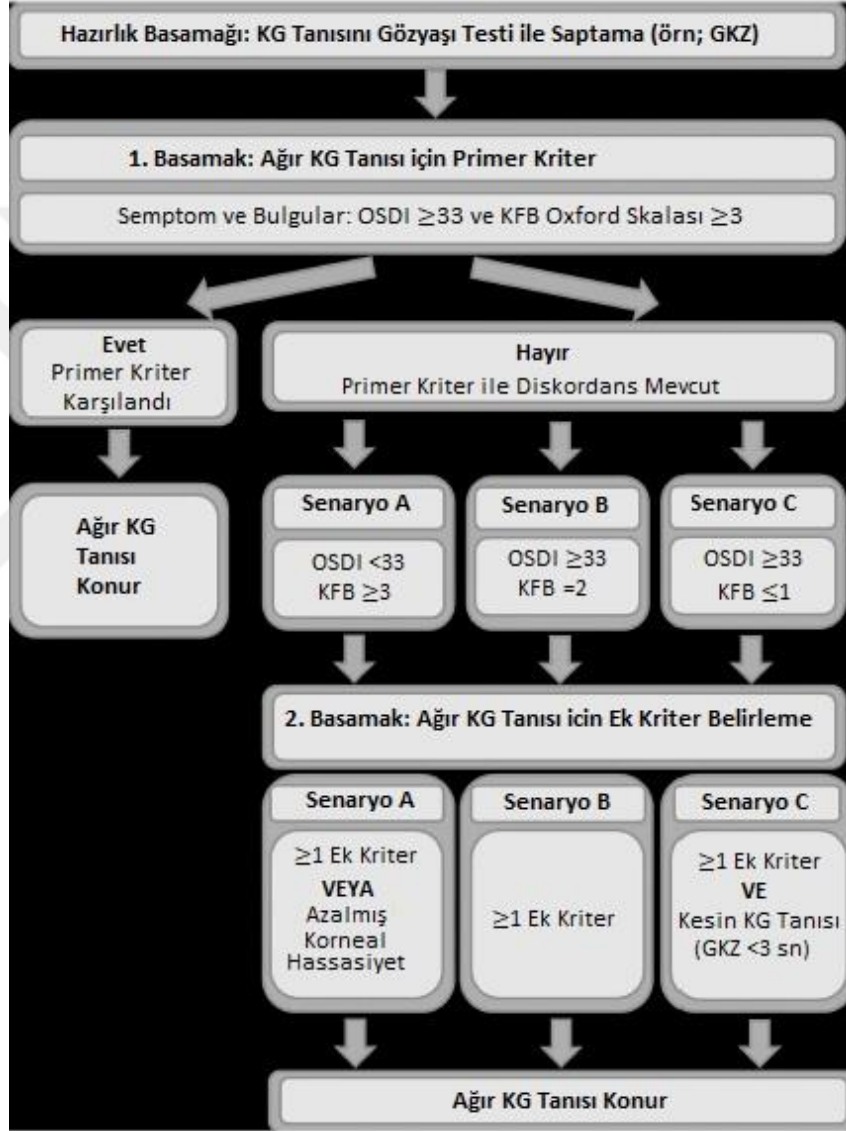 Hazırlık Basamağı: KG Tanısını Gözyaşı Testi ile Saptama (örn; GKZ)
1. Basamak: Ağır KG Tanısı için Primer Kriter
Semptom ve Bulgular: OSDI ≥33 ve KFB Oxford Skalası ≥3
Evet
Primer Kriter
Karşılandı
Hayır
Primer Kriter ile Diskordans Mevcut
Ağır KG
Tanısı
Konur
Senaryo A
OSDI <33
KFB ≥3
Senaryo B
OSDI ≥33
KFB =2
Senaryo C
OSDI ≥33
KFB ≤1
2. Basamak: Ağır KG Tanısı icin Ek Kriter Belirleme
Senaryo A
≥1 Ek Kriter
VEYA
Azalmış
Korneal
Hassasiyet
Senaryo B
≥1 Ek Kriter
Senaryo C
≥1 Ek Kriter
VE
Kesin KG Tanısı
(GKZ <3 sn)
Ağır KG Tanısı Konur